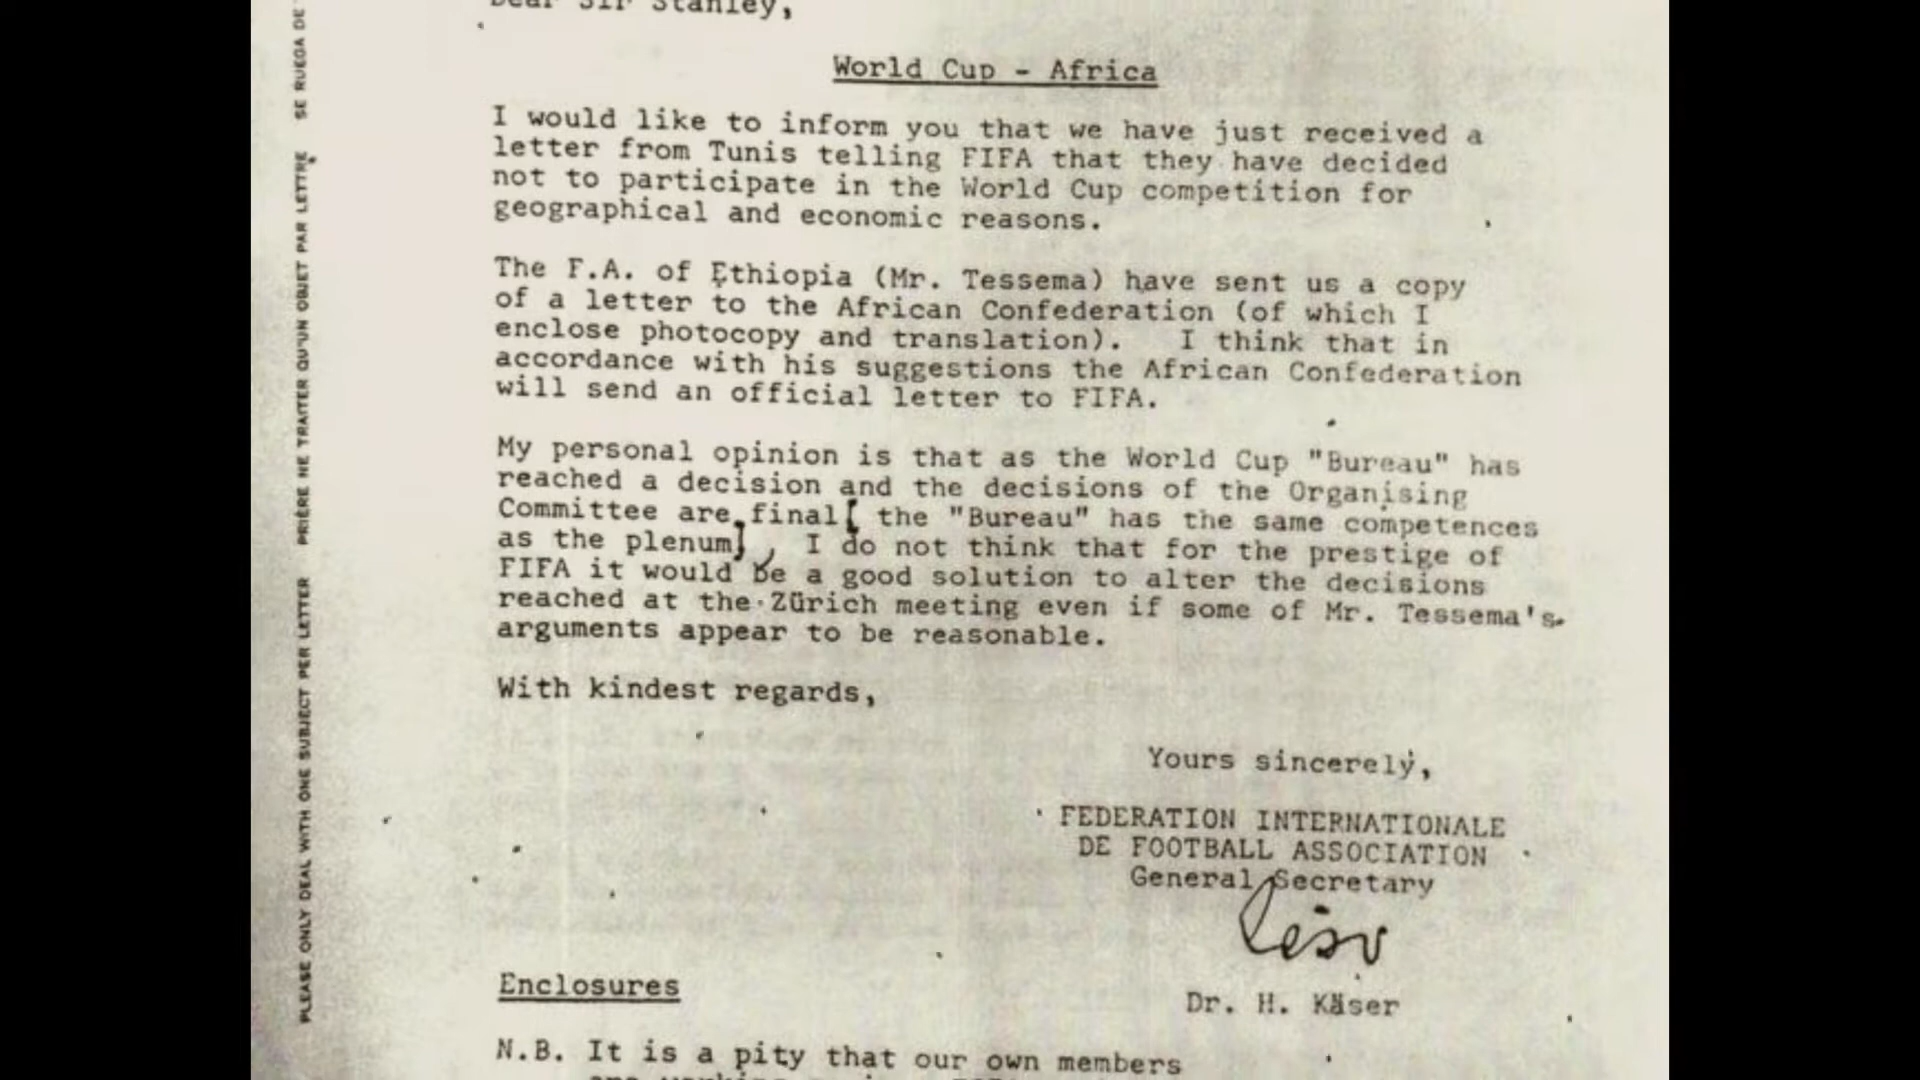 Dear Sir Stanley,
World Cup - Africa
I would like to inform you that we have just received a
letter from Tunis telling FIFA that they have decided
not to participate in the World Cup competition for
geographical and economic reasons.
The F.A. of Ethiopia (Mr. Tessema) have sent us a copy
of a letter to the African Confederation (of which I
enclose photocopy and translation). I think that in
accordance with his suggestions the African Confederation
will send an official letter to FIFA.
My personal opinion is that as the World Cup "Bureau" has
reached a decision and the decisions of the Organising
Committee are final [ the "Bureau" has the same competences
as the plenum] , I do not think that for the prestige of
FIFA it would be a good solution to alter the decisions
reached at the Zürich meeting even if some of Mr. Tessema's
arguments appear to be reasonable.
With kindest regards,
Yours sincerely,
FEDERATION INTERNATIONALE
DE FOOTBALL ASSOCIATION
General Secretary
Dr. H. Käser
Enclosures
N.B. It is a pity that our own members
PLEASE ONLY DEAL WITH ONE SUBJECT PER LETTER PRIÈRE NE TRAITER QU'UN OBJET PAR LETTRE SE RUEGA DE